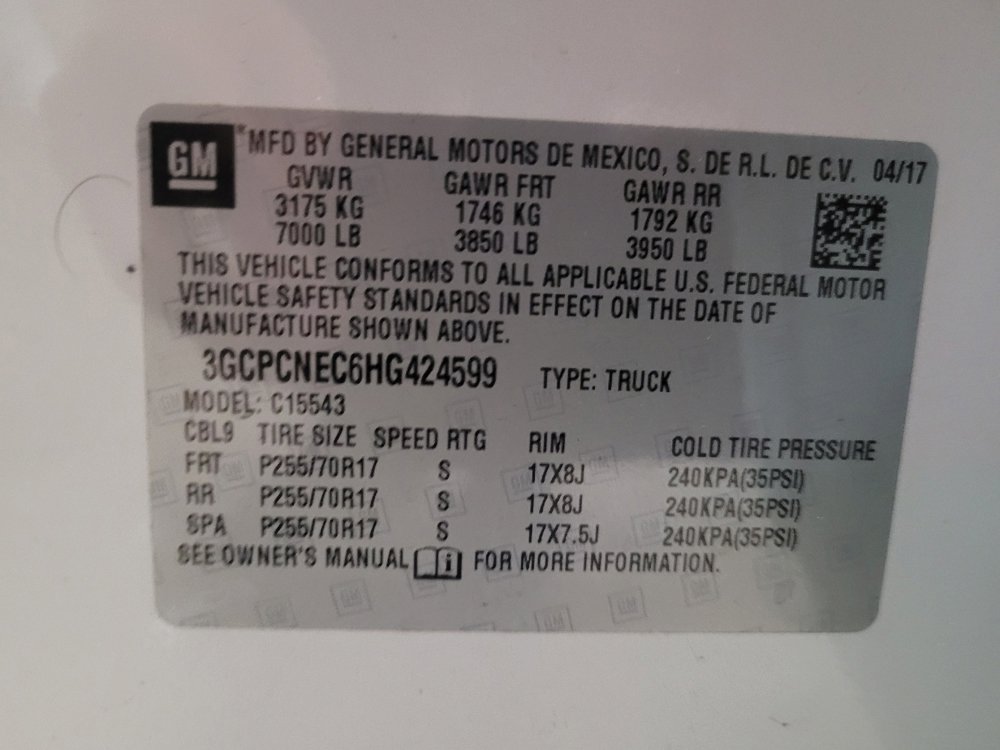 GM
MFD BY GENERAL MOTORS DE MEXICO, S. DE R.L. DE C.V. 04/17
GVWR GAWR FRT GAWR RR
3175 KG 1746 KG 1792 KG
7000 LB 3850 LB 3950 LB
THIS VEHICLE CONFORMS TO ALL APPLICABLE U.S. FEDERAL MOTOR
VEHICLE SAFETY STANDARDS IN EFFECT ON THE DATE OF
MANUFACTURE SHOWN ABOVE.
3GCPCNEC6HG424599 TYPE: TRUCK
MODEL: C15543
CBL9 TIRE SIZE SPEED RTG RIM COLD TIRE PRESSURE
FRT P255/70R17 S 17X8J 240KPA(35PSI)
RR P255/70R17 S 17X8J 240KPA(35PSI)
SPA P255/70R17 S 17X7.5J 240KPA(35PSI)
SEE OWNER'S MANUAL i FOR MORE INFORMATION.